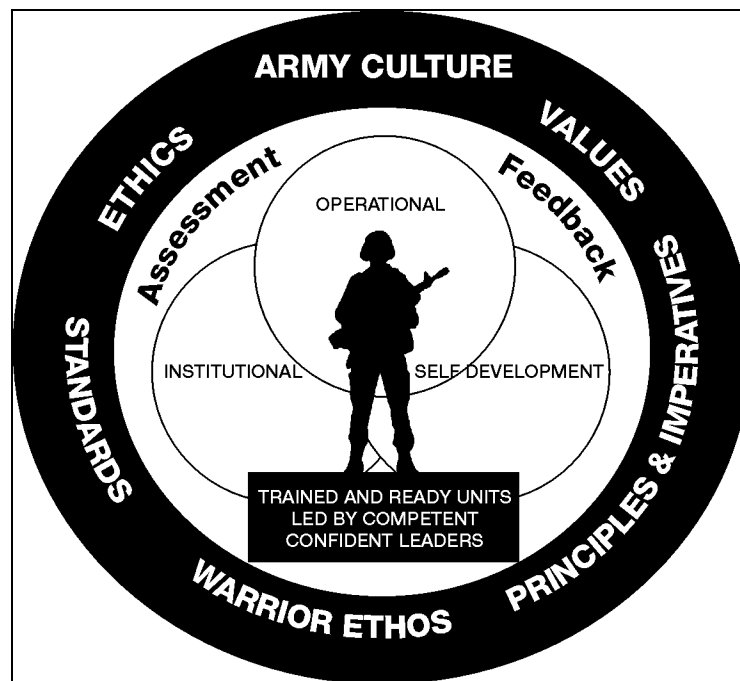 ARMY CULTURE
VALUES
PRINCIPLES & IMPERATIVES
WARRIOR ETHOS
STANDARDS
ETHICS
Assessment
Feedback
OPERATIONAL
INSTITUTIONAL
SELF DEVELOPMENT
TRAINED AND READY UNITS
LED BY COMPETENT
CONFIDENT LEADERS